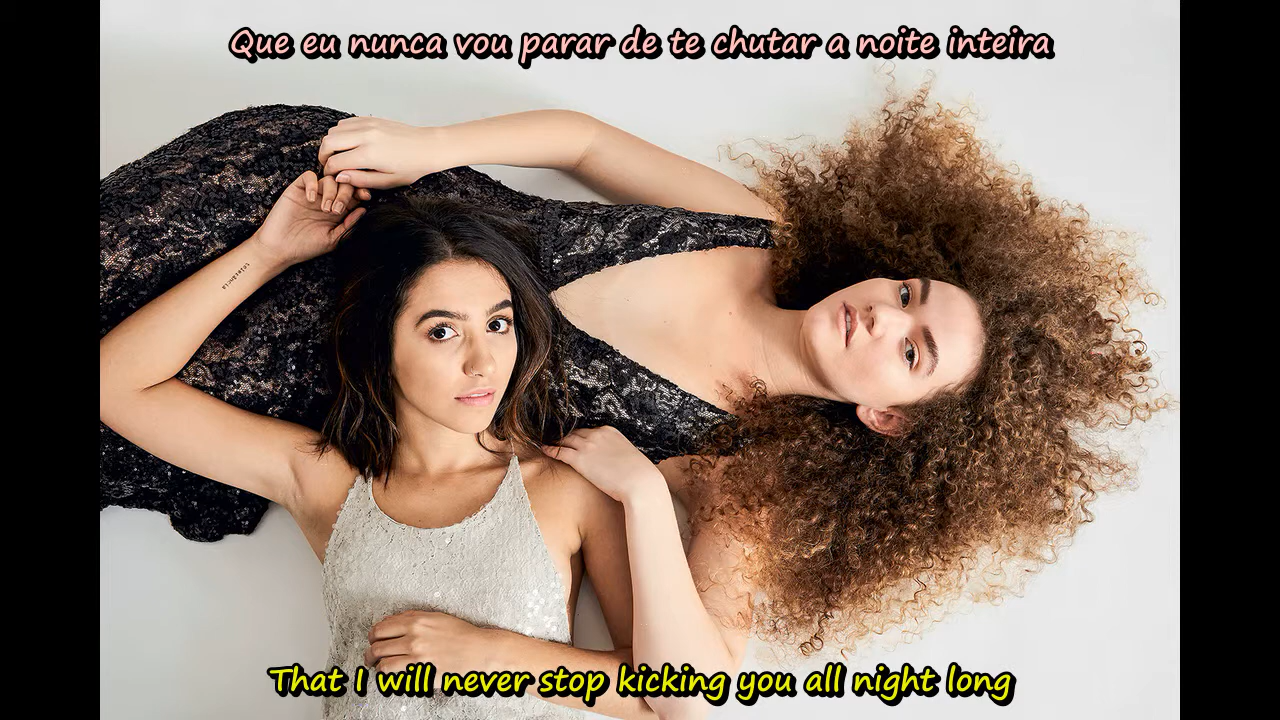 Que eu nunca vou parar de te chutar a noite inteira
That I will never stop kicking you all night long